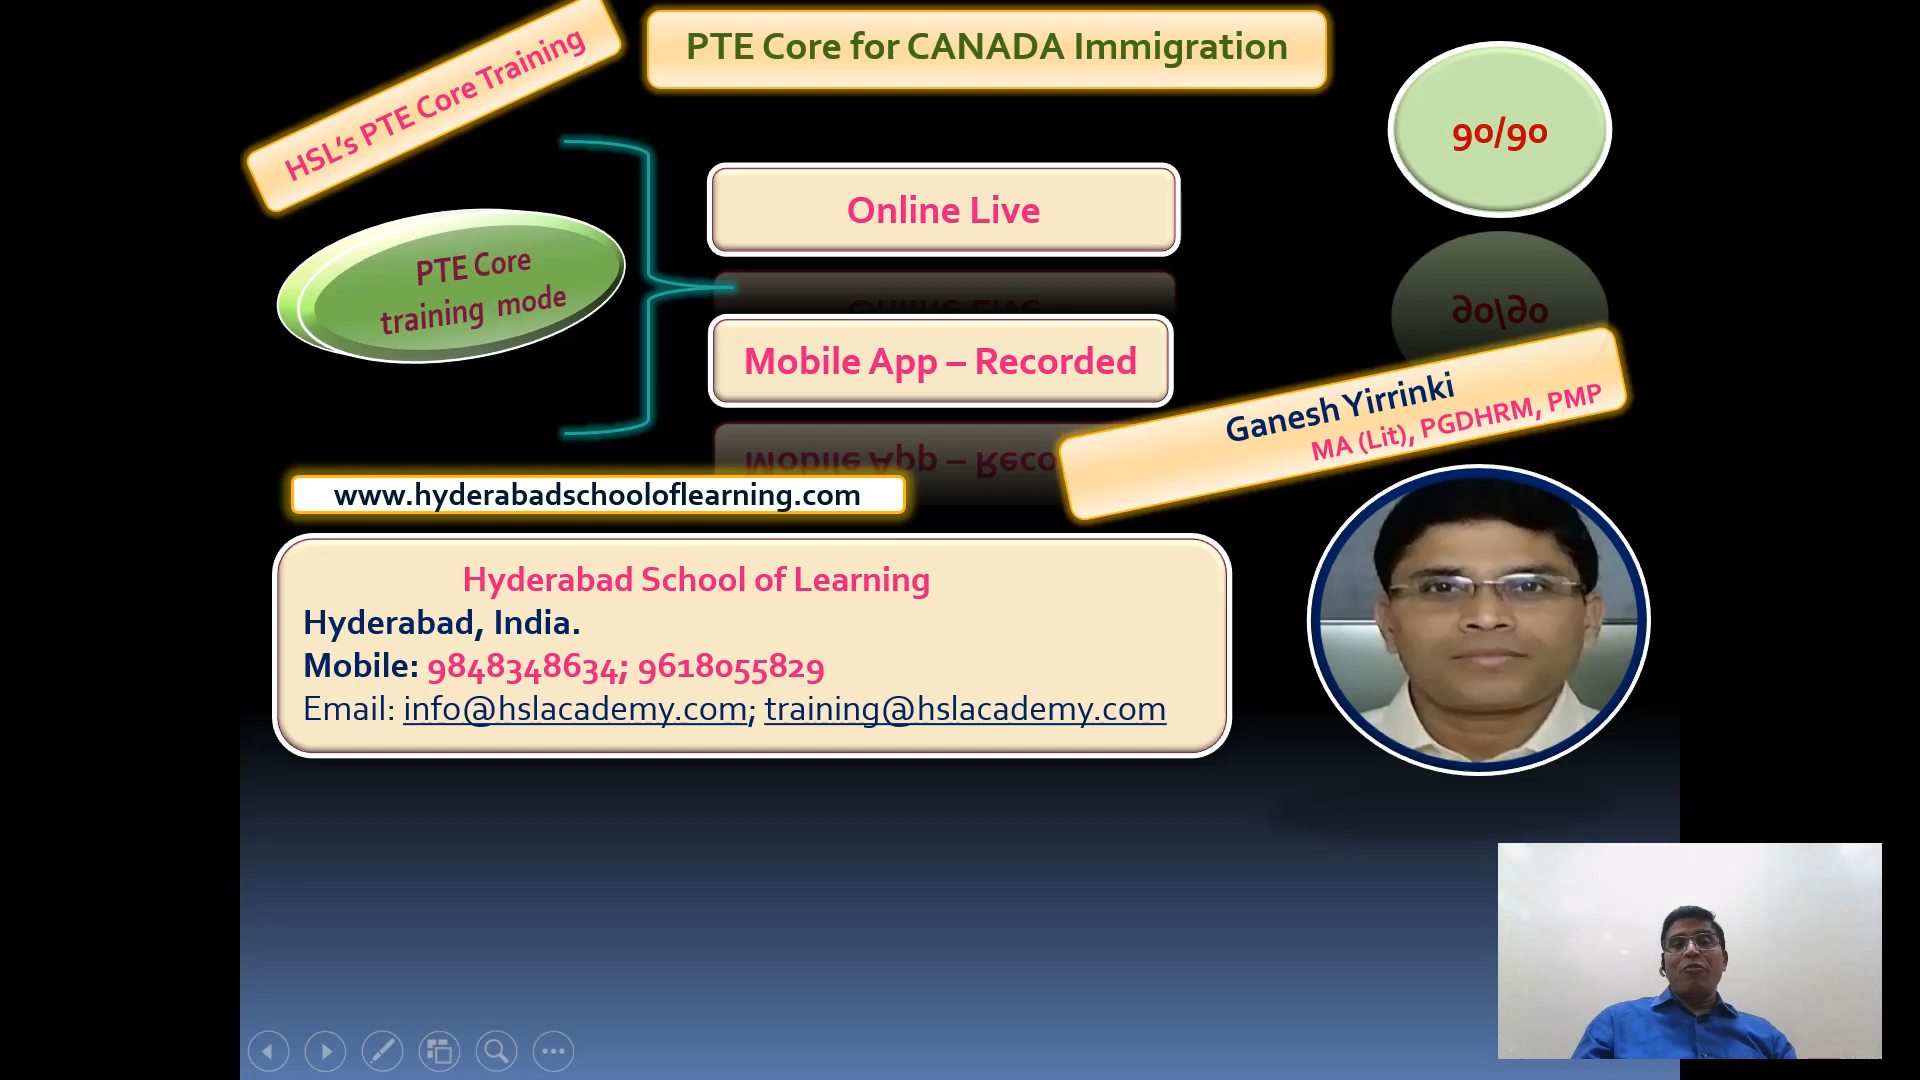 HSL's PTE Core Training
PTE Core for CANADA Immigration
90/90
Online Live
PTE Core
training mode
Mobile App – Recorded
Ganesh Yirrinki
MA (Lit), PGDHRM, PMP
www.hyderabadschooloflearning.com
Hyderabad School of Learning
Hyderabad, India.
Mobile: 9848348634; 9618055829
Email: info@hslacademy.com; training@hslacademy.com